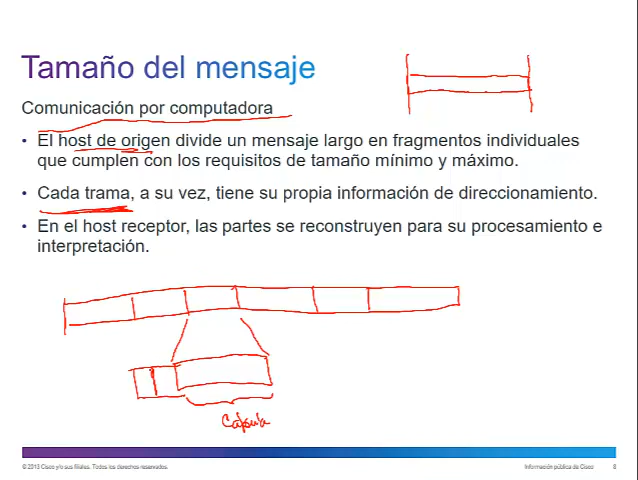 Tamaño del mensaje
Comunicación por computadora
• El host de origen divide un mensaje largo en fragmentos individuales
que cumplen con los requisitos de tamaño mínimo y máximo.
• Cada trama, a su vez, tiene su propia información de direccionamiento.
• En el host receptor, las partes se reconstruyen para su procesamiento e
interpretación.
Cápsula
© 2013 Cisco y/o sus filiales. Todos los derechos reservados. Información pública de Cisco 8